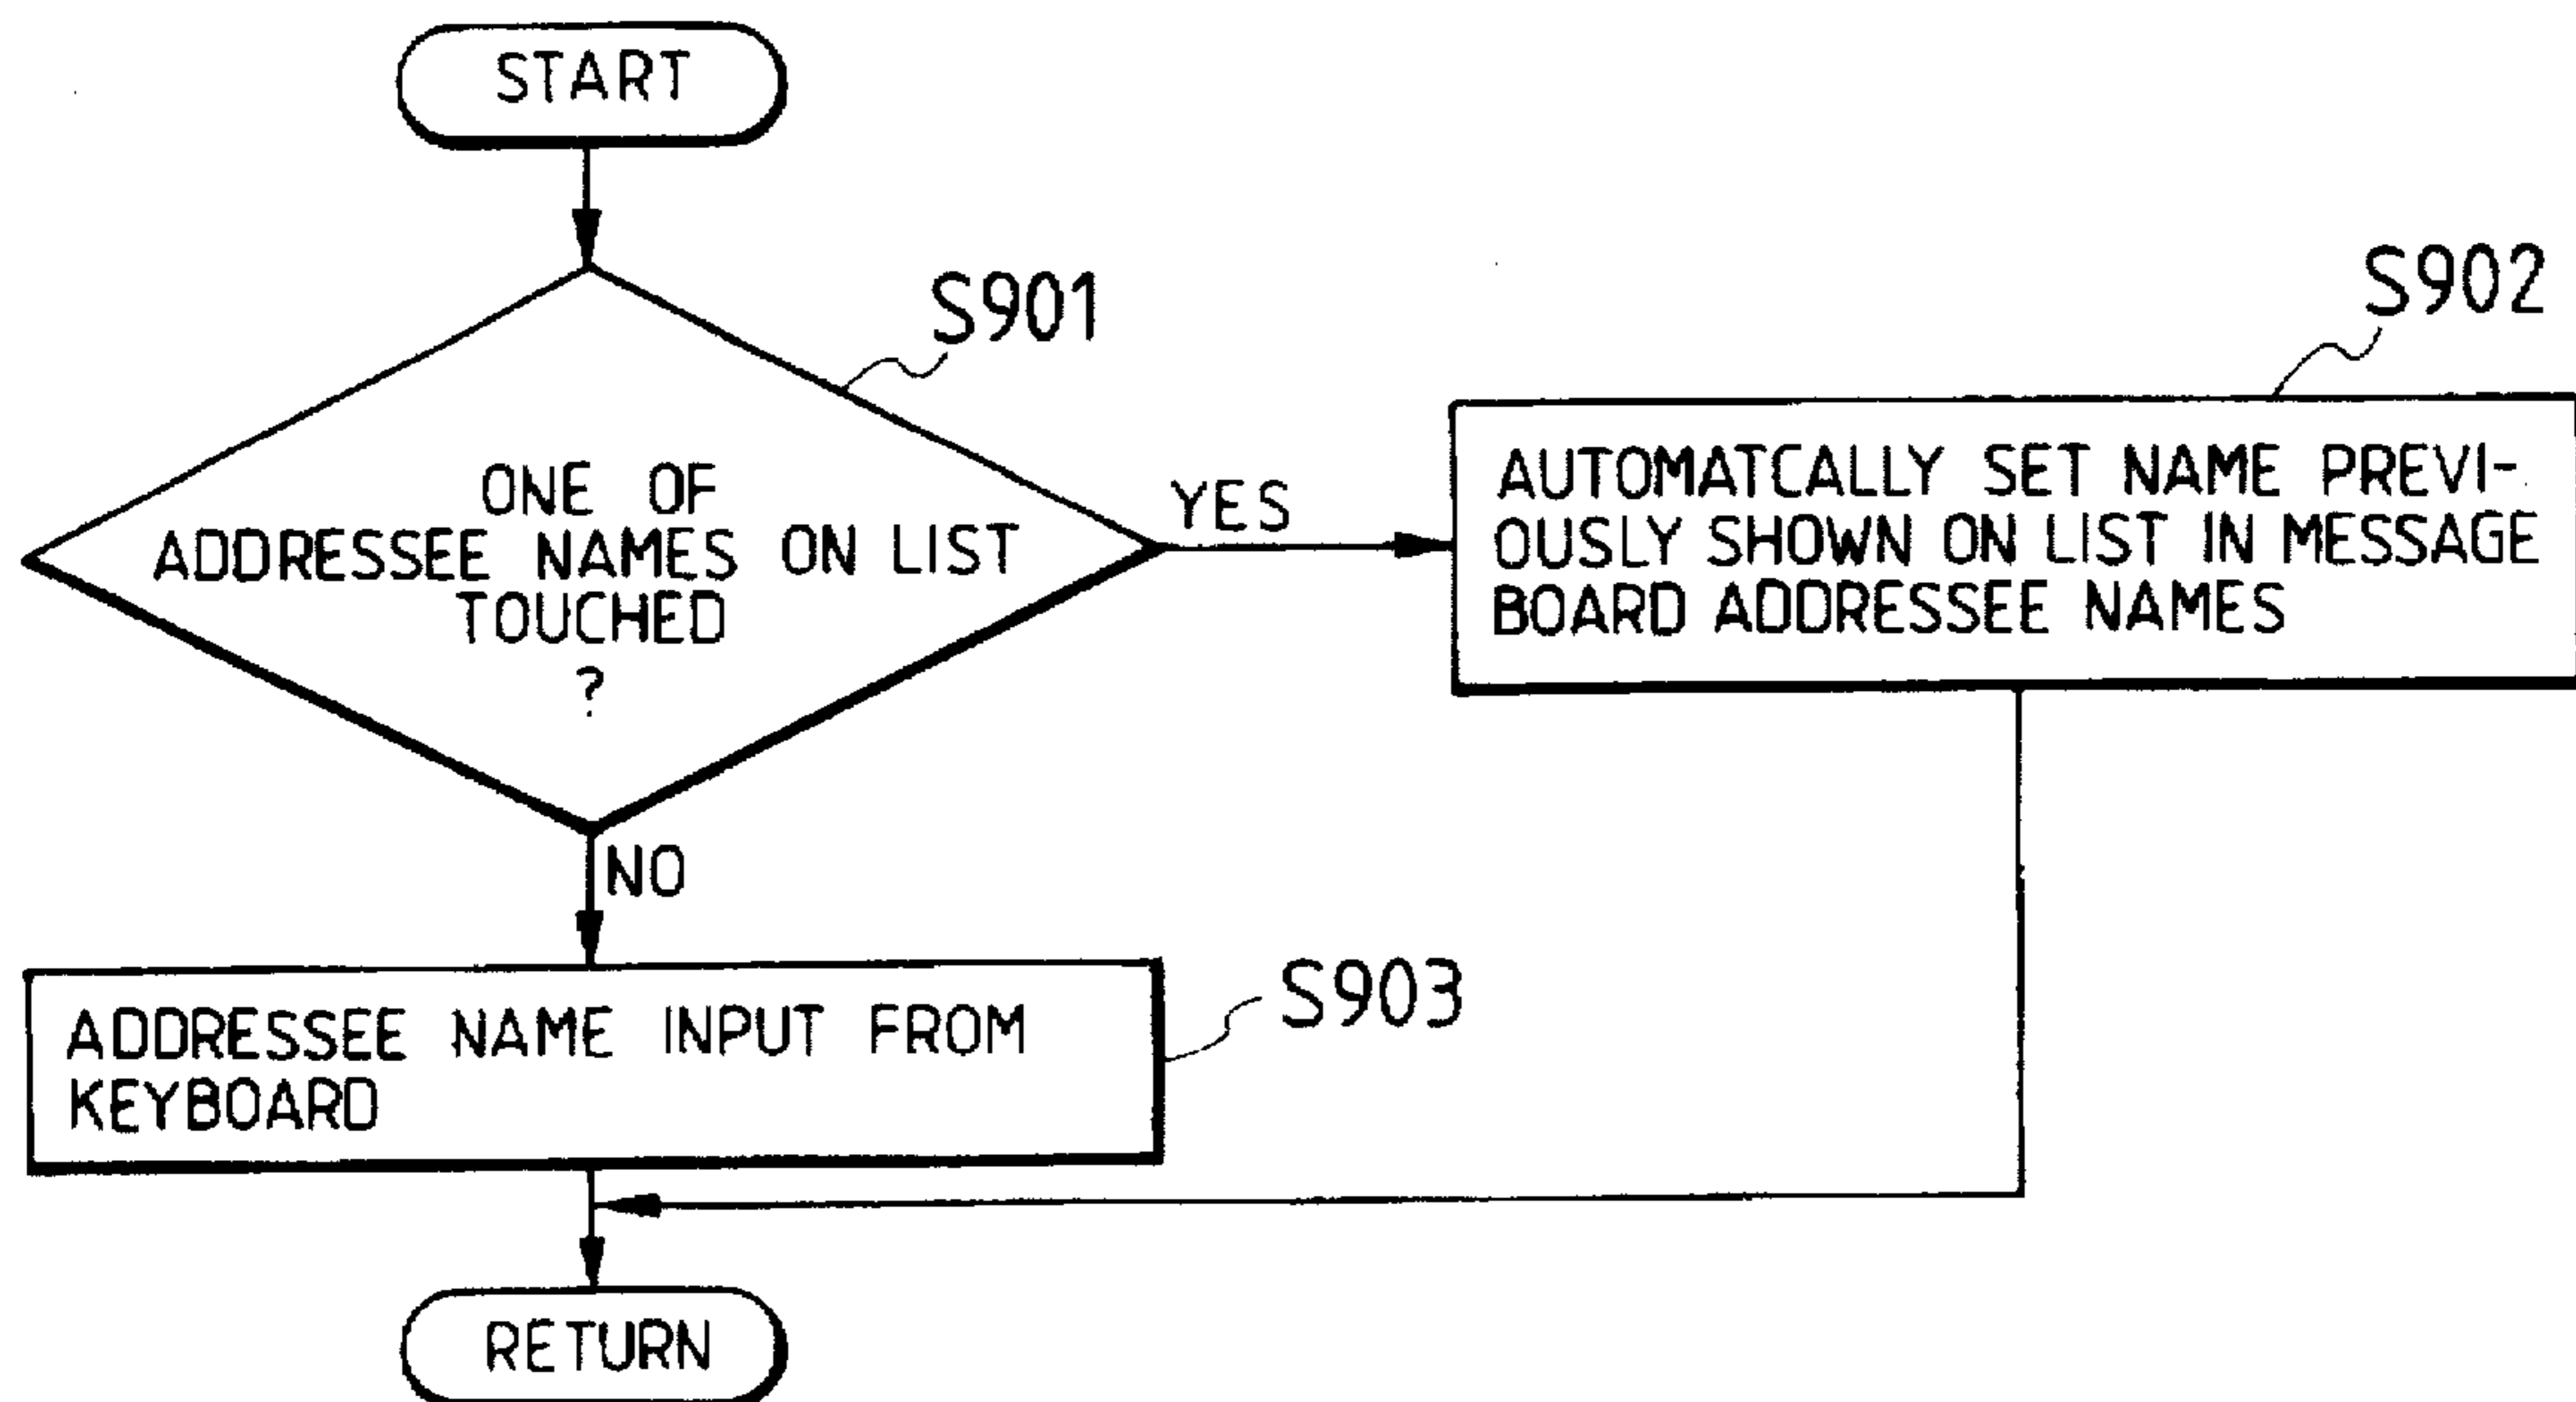 START
S901
ONE OF
ADDRESSEE NAMES ON LIST
TOUCHED
?
YES
S902
AUTOMATCALLY SET NAME PREVI-
OUSLY SHOWN ON LIST IN MESSAGE
BOARD ADDRESSEE NAMES
NO
ADDRESSEE NAME INPUT FROM
KEYBOARD
S903
RETURN